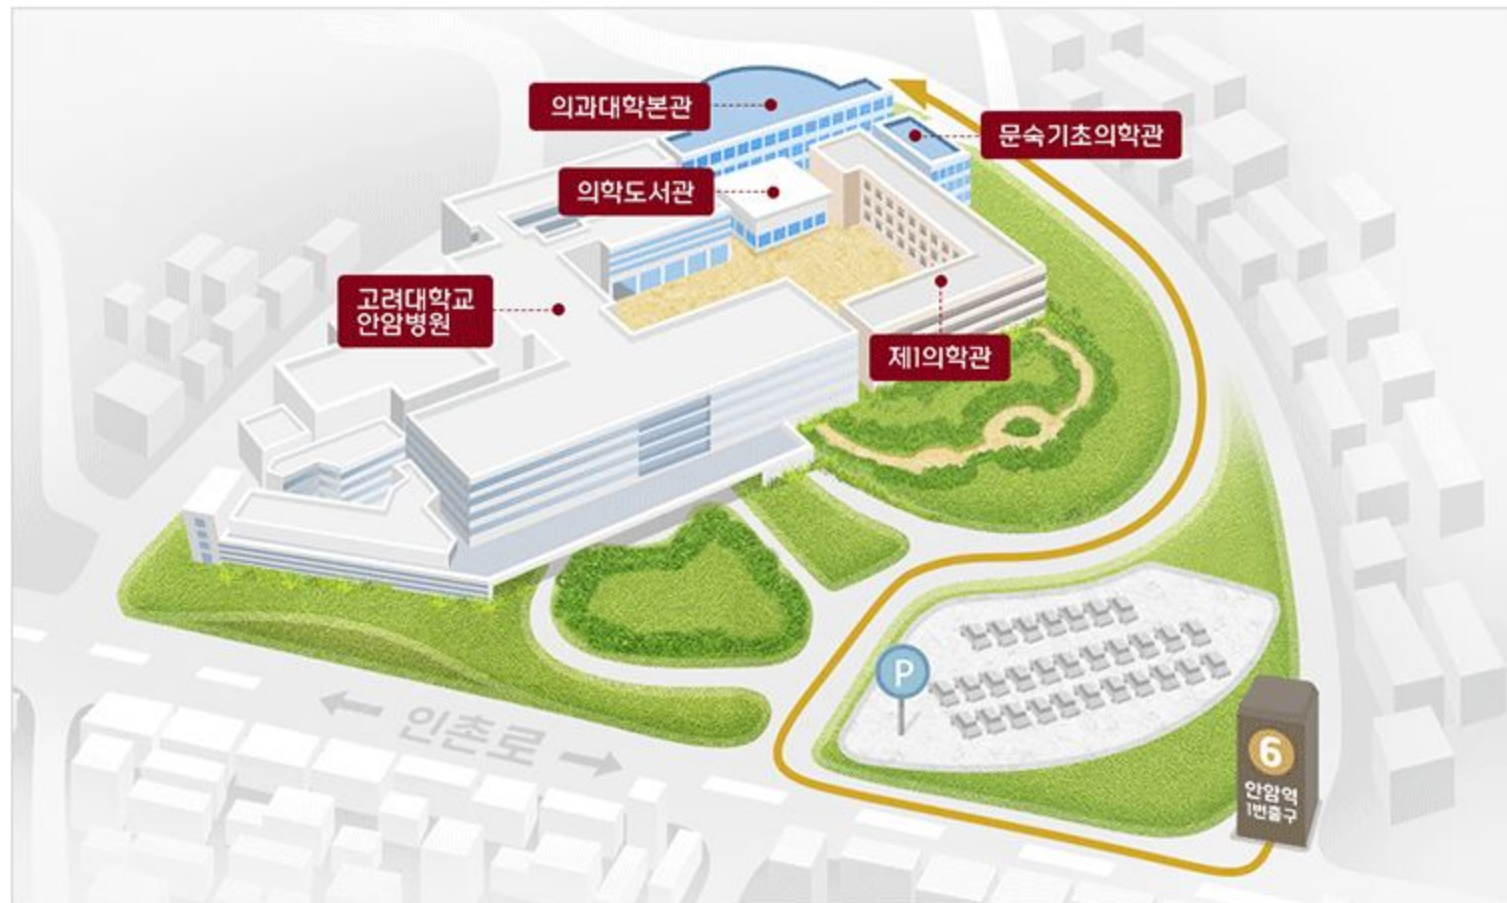 의과대학본관
문숙기초의학관
의학도서관
고려대학교
안암병원
제1의학관
P
인촌로
6
안암역
1번출구